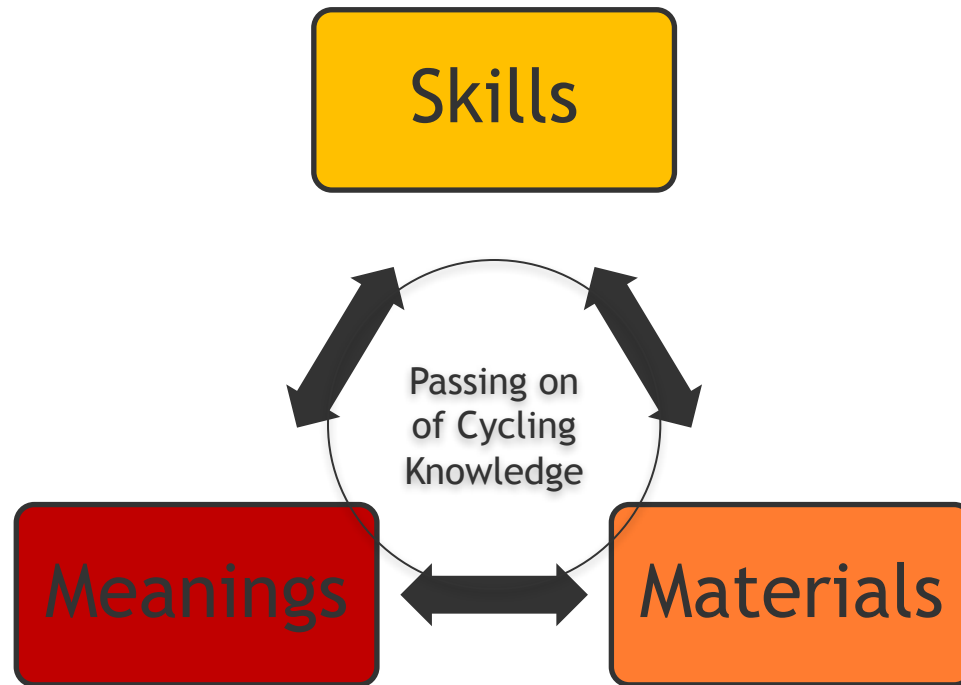 Skills
Passing on
of Cycling
Knowledge
Meanings
Materials